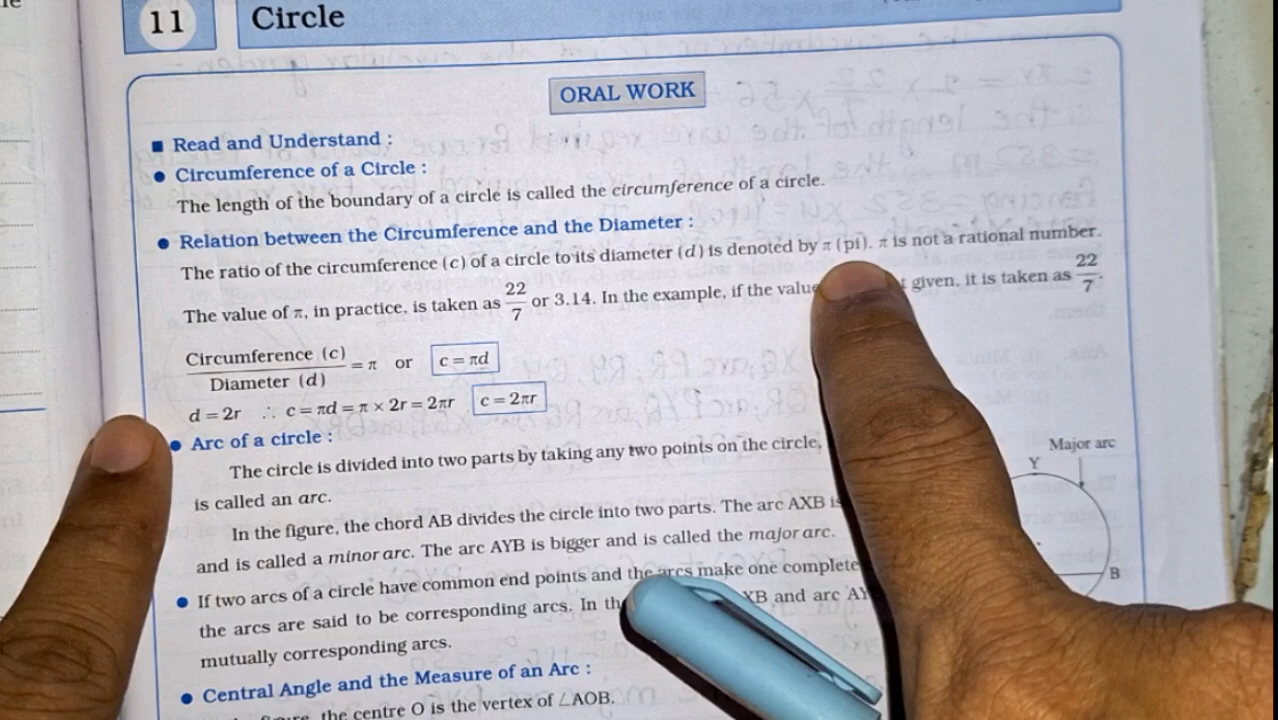 11 Circle
ORAL WORK
■ Read and Understand :
● Circumference of a Circle :
The length of the boundary of a circle is called the circumference of a circle.
● Relation between the Circumference and the Diameter :
The ratio of the circumference (c) of a circle to its diameter (d) is denoted by π (pi). π is not a rational number.
The value of π, in practice, is taken as 22/7 or 3.14. In the example, if the value given, it is taken as 22/7.
Circumference (c)/Diameter (d) = π or c = πd
d = 2r ∴ c = πd = π × 2r = 2πr c = 2πr
● Arc of a circle :
The circle is divided into two parts by taking any two points on the circle,
is called an arc.
In the figure, the chord AB divides the circle into two parts. The arc AXB is
and is called a minor arc. The arc AYB is bigger and is called the major arc.
● If two arcs of a circle have common end points and the arcs make one complete
the arcs are said to be corresponding arcs. In and arc
mutually corresponding arcs.
● Central Angle and the Measure of an Arc :
the centre O is the vertex of ∠AOB.
Major arc
Y
B